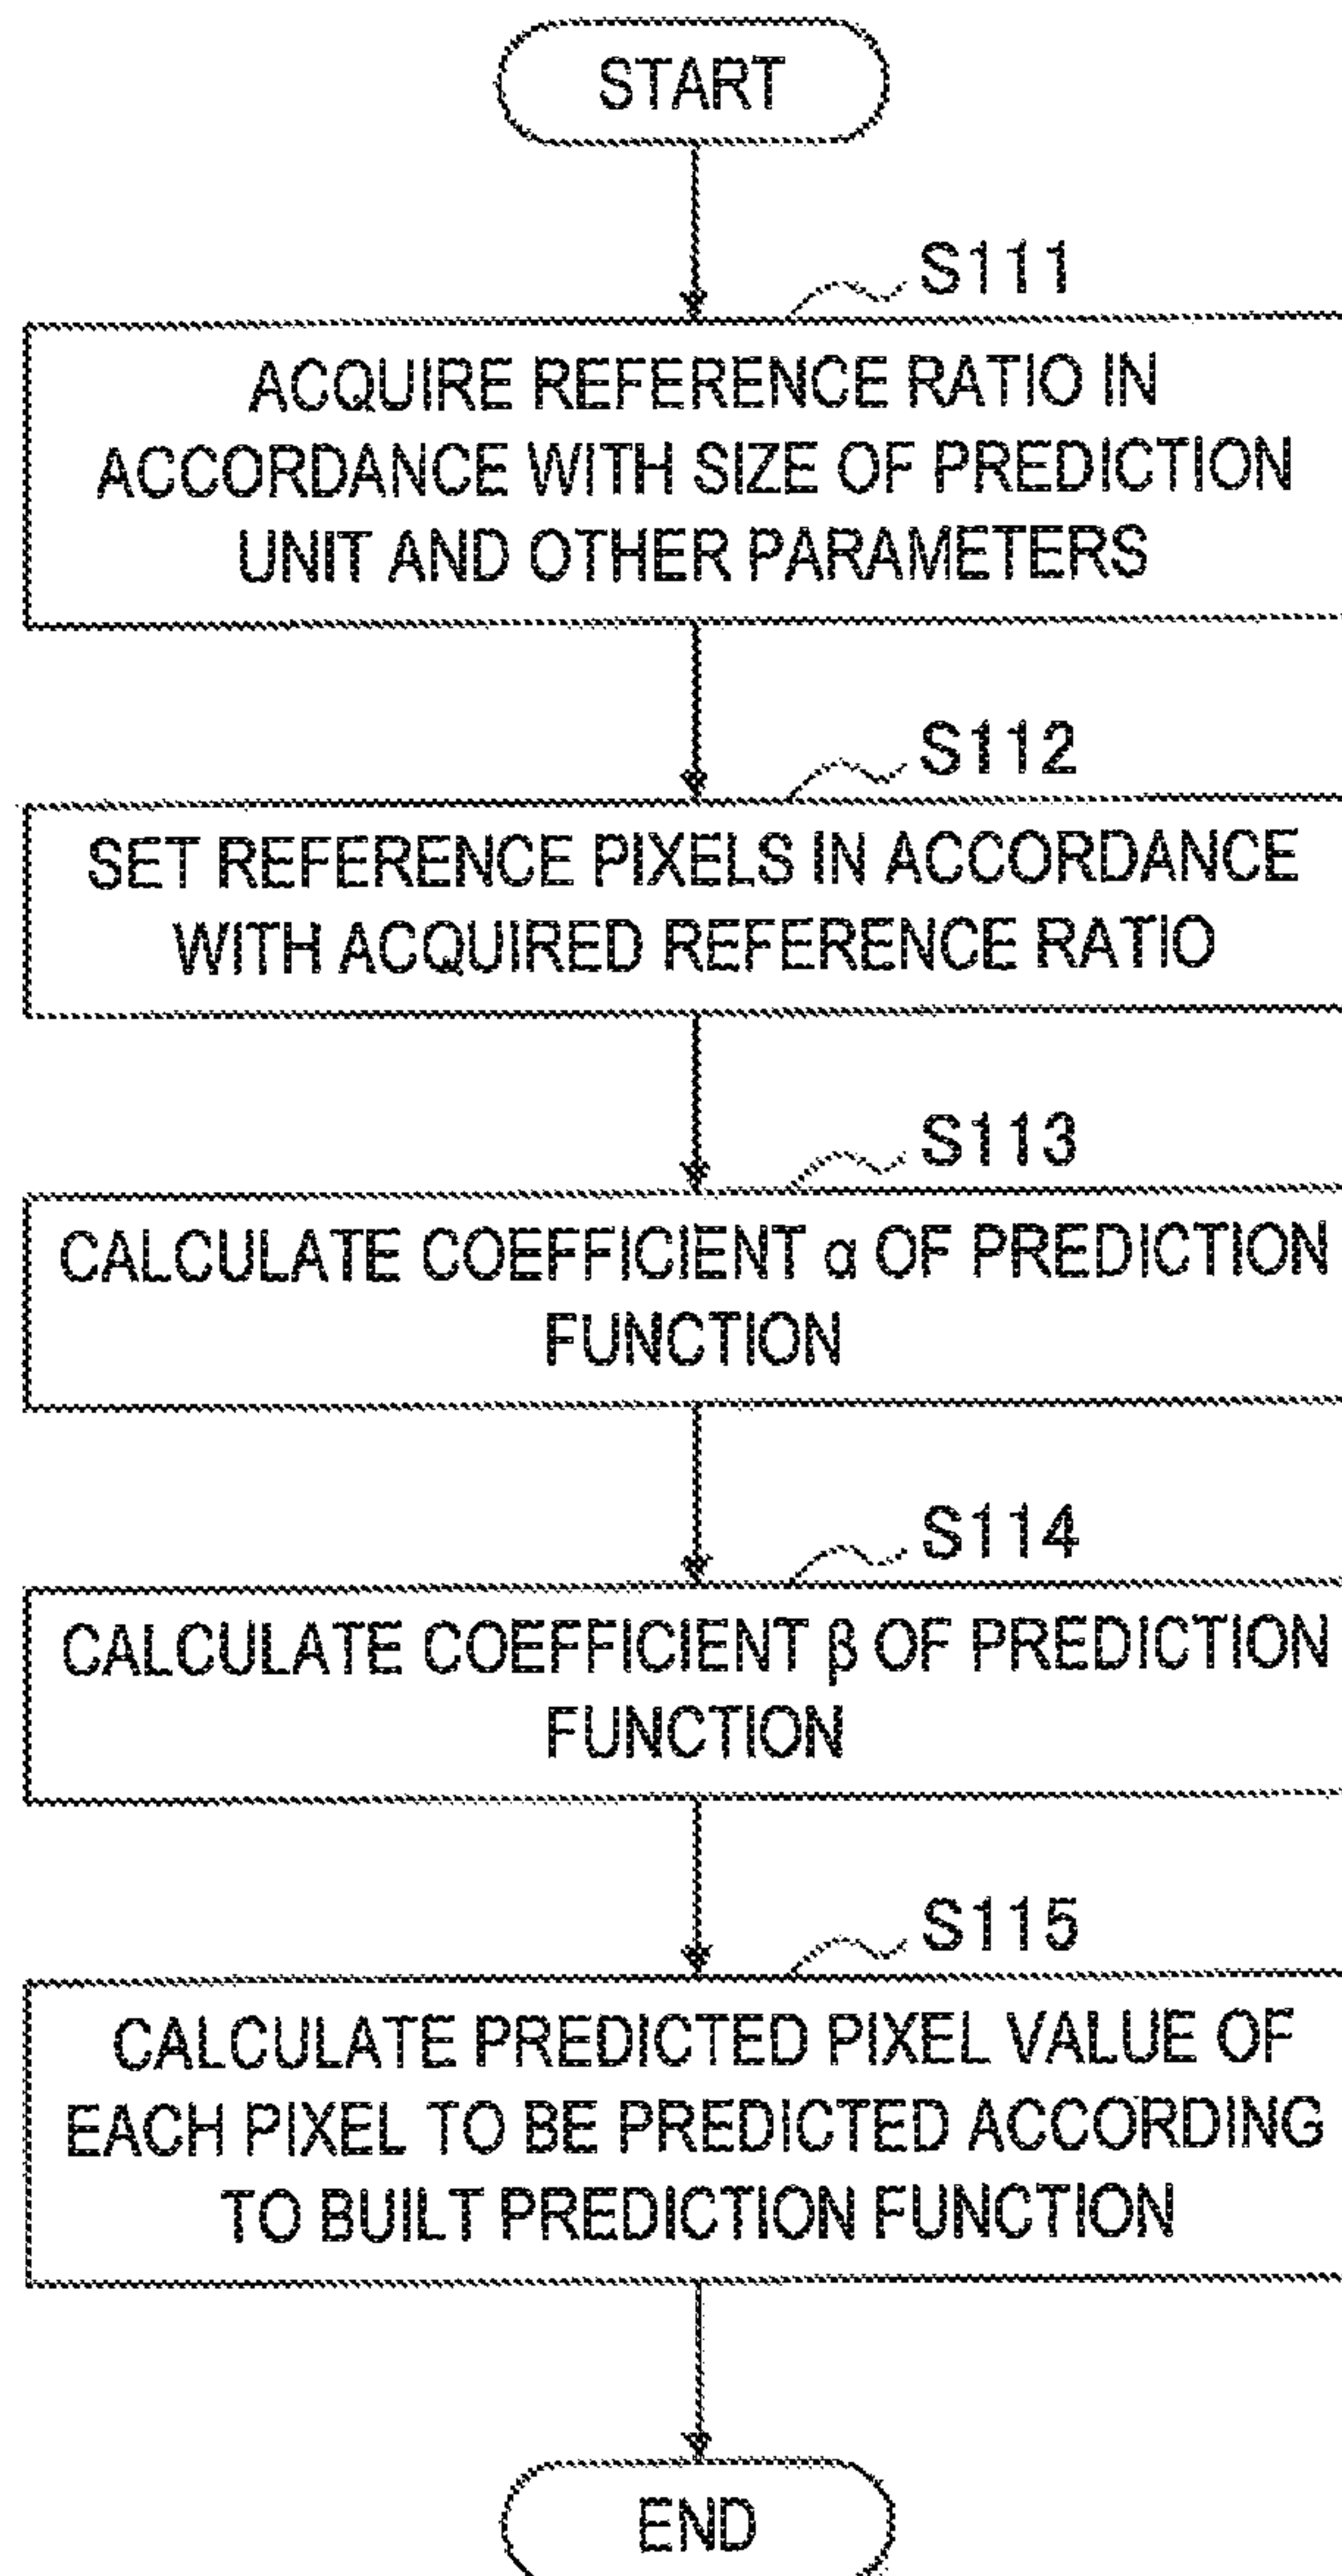 START
S111
ACQUIRE REFERENCE RATIO IN
ACCORDANCE WITH SIZE OF PREDICTION
UNIT AND OTHER PARAMETERS
S112
SET REFERENCE PIXELS IN ACCORDANCE
WITH ACQUIRED REFERENCE RATIO
S113
CALCULATE COEFFICIENT α OF PREDICTION
FUNCTION
S114
CALCULATE COEFFICIENT β OF PREDICTION
FUNCTION
S115
CALCULATE PREDICTED PIXEL VALUE OF
EACH PIXEL TO BE PREDICTED ACCORDING
TO BUILT PREDICTION FUNCTION
END